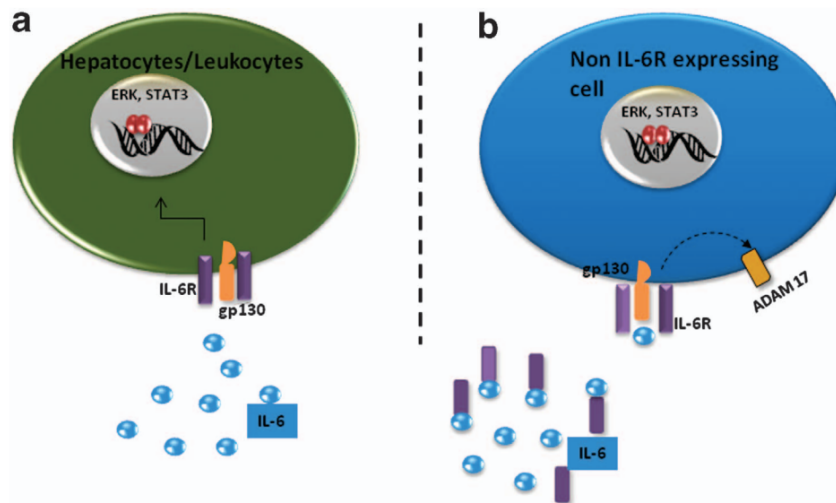 a
Hepatocytes/Leukocytes
ERK, STAT3
IL-6R
gp130
IL-6
b
Non IL-6R expressing
cell
ERK, STAT3
gp130
ADAM 17
IL-6R
IL-6